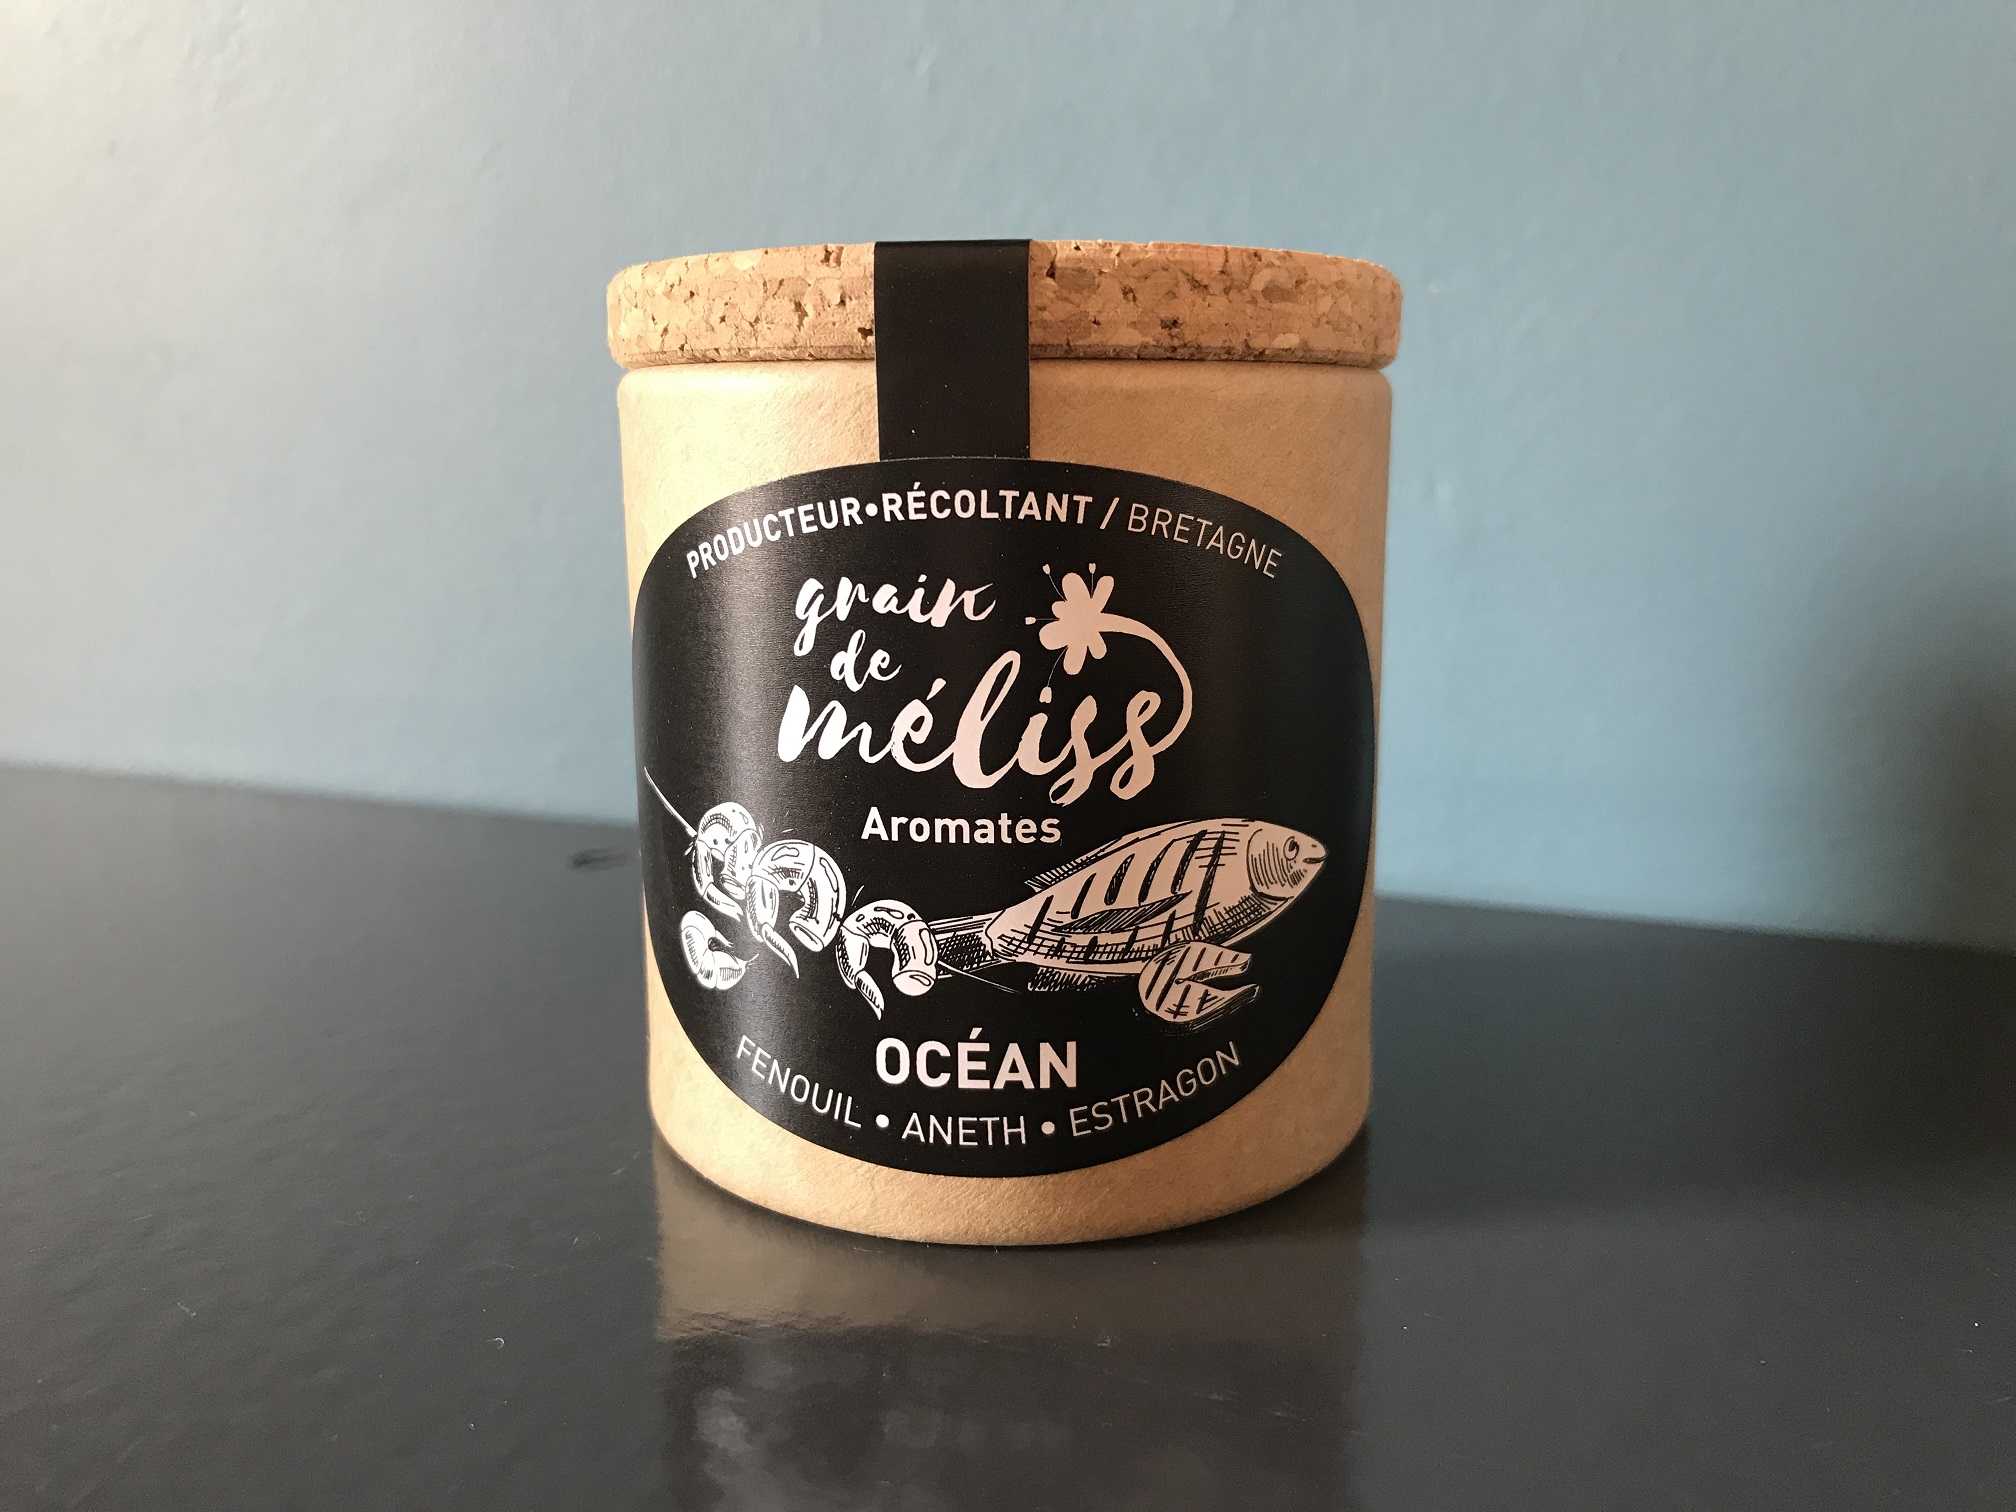 PRODUCTEUR•RÉCOLTANT / BRETAGNE
grain
de
méliss
Aromates
OCÉAN
FENOUIL • ANETH • ESTRAGON